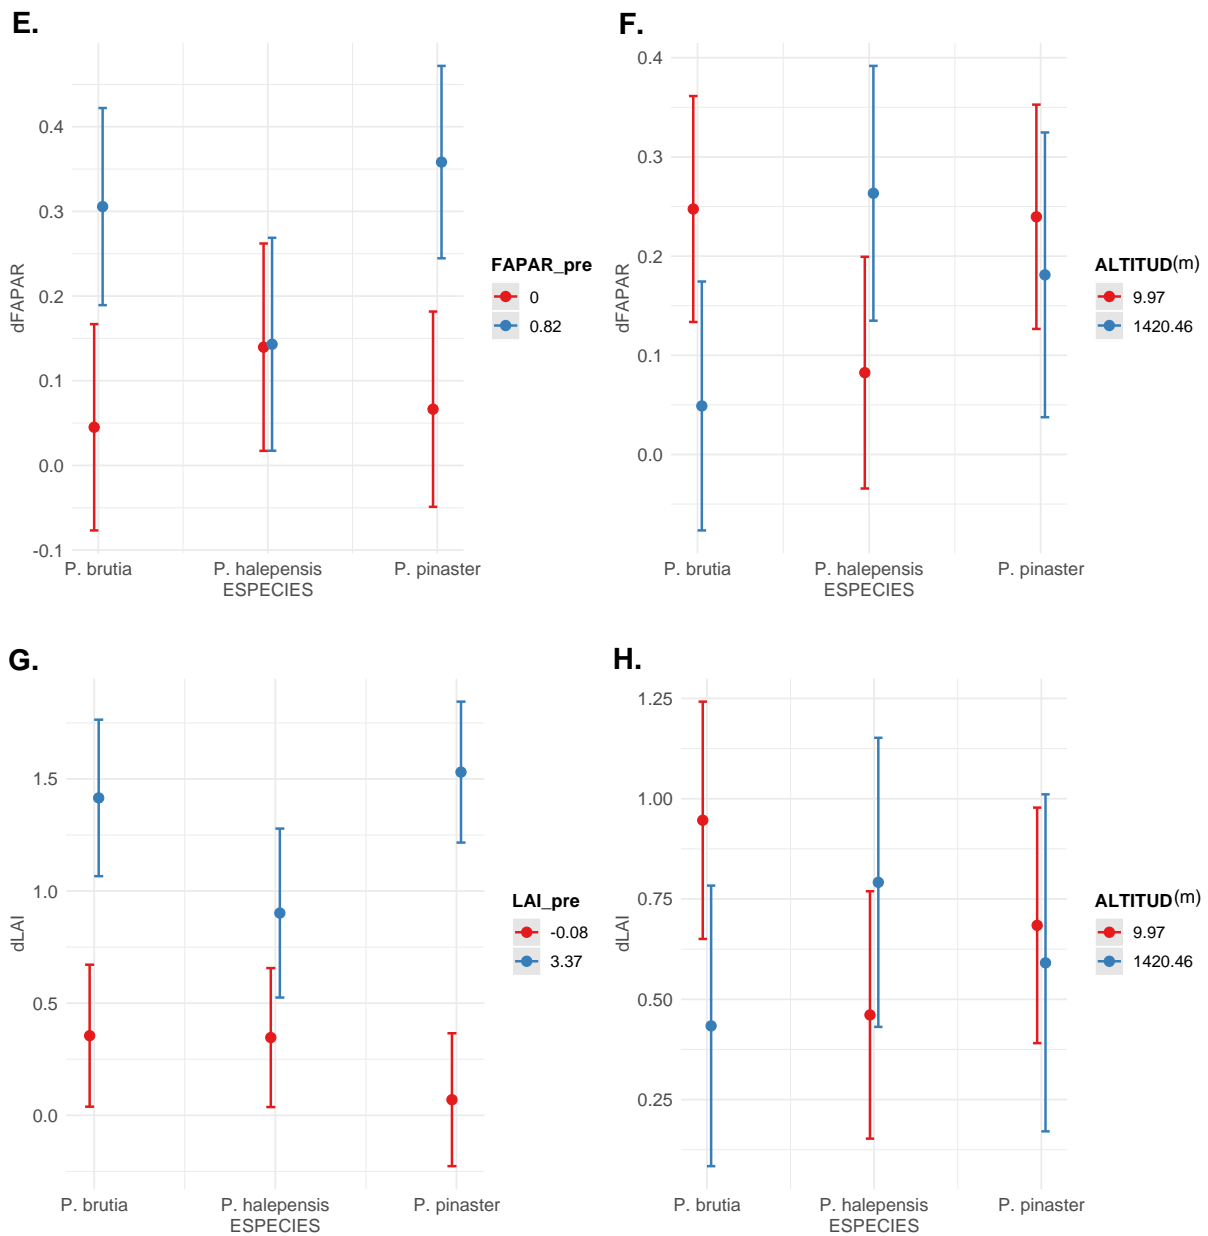 E.
dFAPAR
0.4
0.3
0.2
0.1
0.0
-0.1
P. brutia
P. halepensis
P. pinaster
ESPECIES
FAPAR_pre
0
0.82
F.
dFAPAR
0.4
0.3
0.2
0.1
0.0
P. brutia
P. halepensis
P. pinaster
ESPECIES
ALTITUD(m)
9.97
1420.46
G.
dLAI
1.5
1.0
0.5
0.0
P. brutia
P. halepensis
P. pinaster
ESPECIES
LAI_pre
-0.08
3.37
H.
dLAI
1.25
1.00
0.75
0.50
0.25
P. brutia
P. halepensis
P. pinaster
ESPECIES
ALTITUD(m)
9.97
1420.46